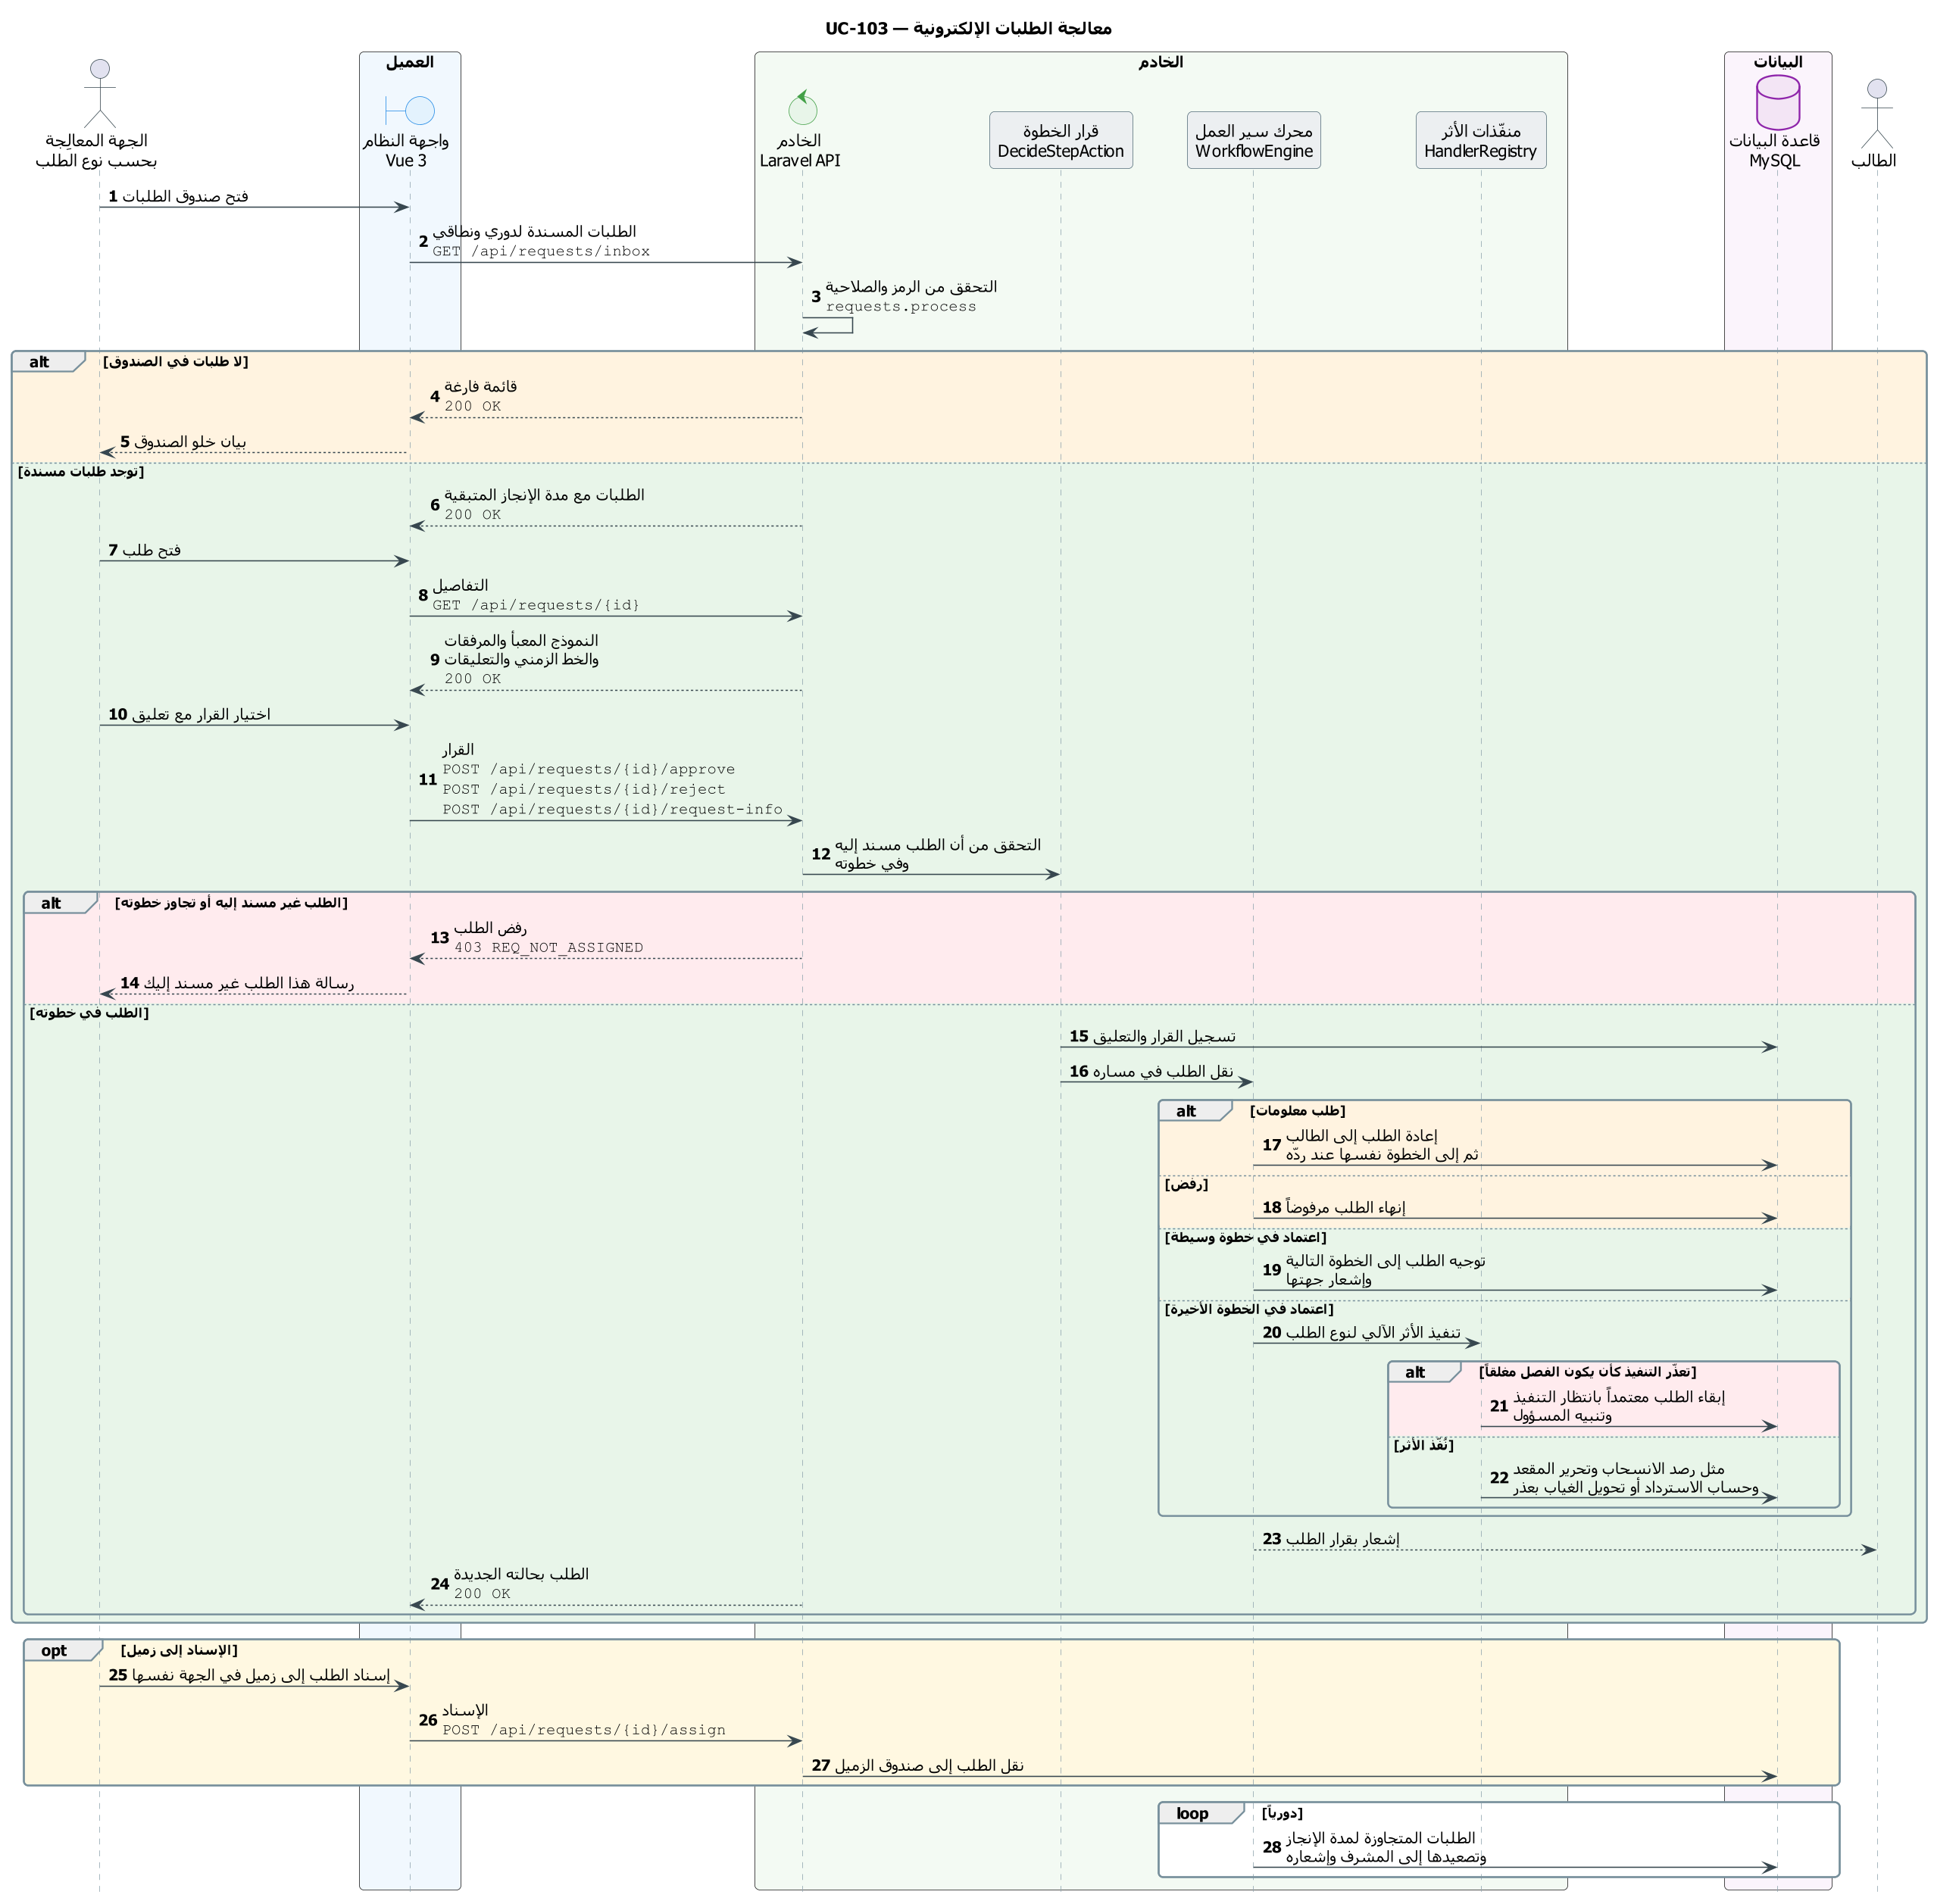 UC-103 — معالجة الطلبات الإلكترونية
العميل
الخادم
البيانات
الجهة المعالِجة
بحسب نوع الطلب
واجهة النظام
Vue 3
الخادم
Laravel API
قرار الخطوة
DecideStepAction
محرك سير العمل
WorkflowEngine
منفّذات الأثر
HandlerRegistry
قاعدة البيانات
MySQL
الطالب
1 فتح صندوق الطلبات
2 الطلبات المسندة لدوري ونطاقي
GET /api/requests/inbox
3 التحقق من الرمز والصلاحية
requests.process
alt [لا طلبات في الصندوق]
4 قائمة فارغة
200 OK
5 بيان خلو الصندوق
[توجد طلبات مسندة]
6 الطلبات مع مدة الإنجاز المتبقية
200 OK
7 فتح طلب
8 التفاصيل
GET /api/requests/{id}
9 النموذج المعبأ والمرفقات
والخط الزمني والتعليقات
200 OK
10 اختيار القرار مع تعليق
11 القرار
POST /api/requests/{id}/approve
POST /api/requests/{id}/reject
POST /api/requests/{id}/request-info
12 التحقق من أن الطلب مسند إليه
وفي خطوته
alt [الطلب غير مسند إليه أو تجاوز خطوته]
13 رفض الطلب
403 REQ_NOT_ASSIGNED
14 رسالة هذا الطلب غير مسند إليك
[الطلب في خطوته]
15 تسجيل القرار والتعليق
16 نقل الطلب في مساره
alt [طلب معلومات]
17 إعادة الطلب إلى الطالب
ثم إلى الخطوة نفسها عند ردّه
[رفض]
18 إنهاء الطلب مرفوضاً
[اعتماد في خطوة وسيطة]
19 توجيه الطلب إلى الخطوة التالية
وإشعار جهتها
[اعتماد في الخطوة الأخيرة]
20 تنفيذ الأثر الآلي لنوع الطلب
alt [تعذّر التنفيذ كأن يكون الفصل مغلقاً]
21 إبقاء الطلب معتمداً بانتظار التنفيذ
وتنبيه المسؤول
[نُفّذ الأثر]
22 مثل رصد الانسحاب وتحرير المقعد
وحساب الاسترداد أو تحويل الغياب بعذر
23 إشعار بقرار الطلب
24 الطلب بحالته الجديدة
200 OK
opt [الإسناد إلى زميل]
25 إسناد الطلب إلى زميل في الجهة نفسها
26 الإسناد
POST /api/requests/{id}/assign
27 نقل الطلب إلى صندوق الزميل
loop [دورياً]
28 الطلبات المتجاوزة لمدة الإنجاز
وتصعيدها إلى المشرف وإشعاره